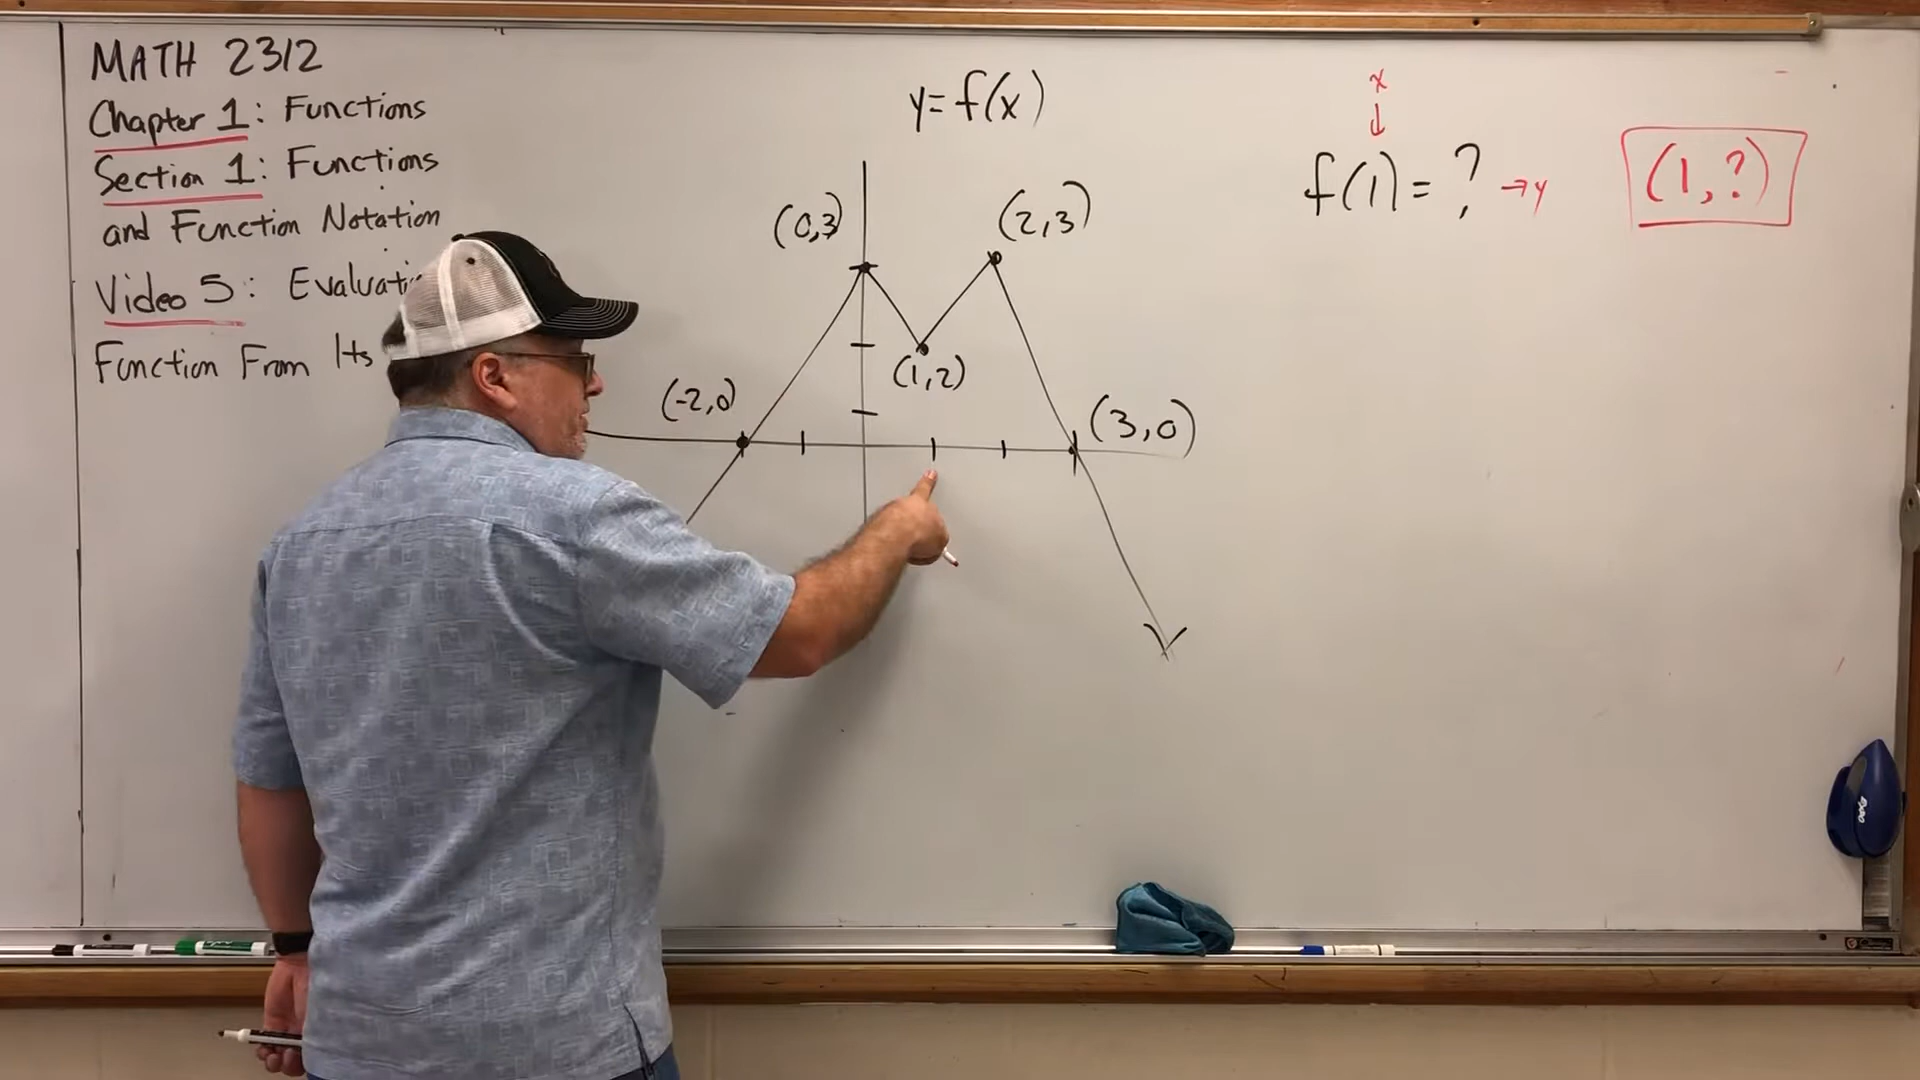 MATH 2312
Chapter 1: Functions
Section 1: Functions
and Function Notation
Video 5:
Function From Its
y=f(x)
(0,3)
(2,3)
(1,2)
(-2,0)
(3,0)
x
↓
f(1) = ? →y
(1,?)
EXPO